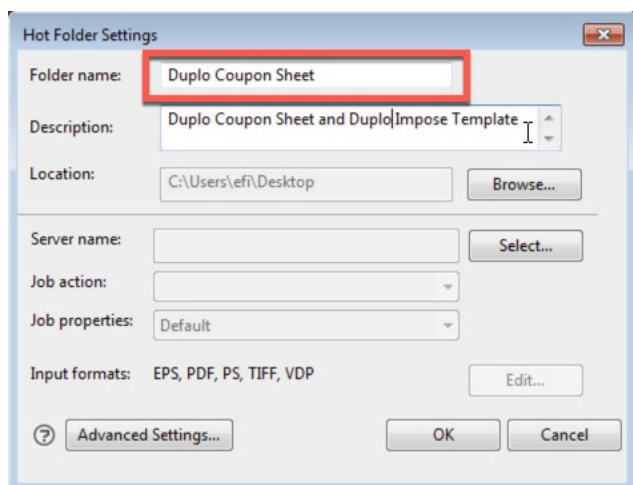 Hot Folder Settings
Folder name: Duplo Coupon Sheet
Description: Duplo Coupon Sheet and Duplo Impose Template
Location: C:\Users\efi\Desktop Browse...
Server name: Select...
Job action:
Job properties: Default
Input formats: EPS, PDF, PS, TIFF, VDP Edit...
? Advanced Settings... OK Cancel